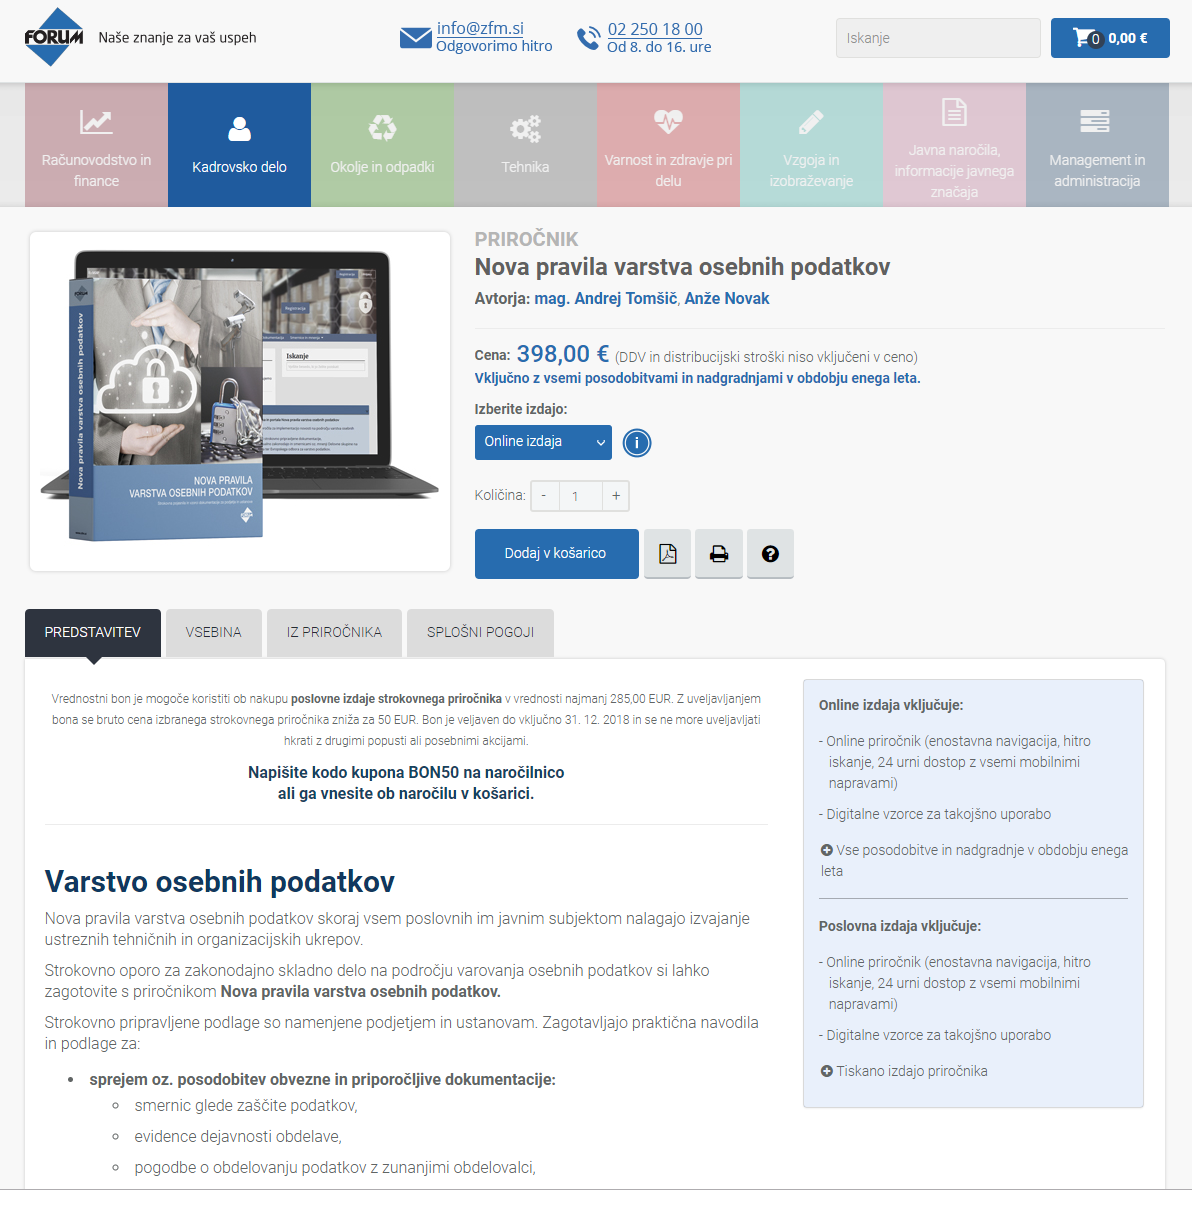 FORUM
Naše znanje za vaš uspeh
info@zfm.si
Odgovorimo hitro
02 250 18 00
Od 8. do 16. ure
Iskanje
0 0,00 €
Računovodstvo in
finance
Kadrovsko delo
Okolje in odpadki
Tehnika
Varnost in zdravje pri
delu
Vzgoja in
izobraževanje
Javna naročila,
informacije javnega
značaja
Management in
administracija
Nova pravila varstva osebnih podatkov
NOVA PRAVILA
VARSTVA OSEBNIH PODATKOV
Iskanje
PRIROČNIK
Nova pravila varstva osebnih podatkov
Avtorja: mag. Andrej Tomšič, Anže Novak
Cena: 398,00 € (DDV in distribucijski stroški niso vključeni v ceno)
Vključno z vsemi posodobitvami in nadgradnjami v obdobju enega leta.
Izberite izdajo:
Online izdaja
i
Količina: - 1 +
Dodaj v košarico
?
PREDSTAVITEV
VSEBINA
IZ PRIROČNIKA
SPLOŠNI POGOJI
Vrednostni bon je mogoče koristiti ob nakupu poslovne izdaje strokovnega priročnika v vrednosti najmanj 285,00 EUR. Z uveljavljanjem
bona se bruto cena izbranega strokovnega priročnika zniža za 50 EUR. Bon je veljaven do vključno 31. 12. 2018 in se ne more uveljavljati
hkrati z drugimi popusti ali posebnimi akcijami.
Napišite kodo kupona BON50 na naročilnico
ali ga vnesite ob naročilu v košarici.
Varstvo osebnih podatkov
Nova pravila varstva osebnih podatkov skoraj vsem poslovnih im javnim subjektom nalagajo izvajanje
ustreznih tehničnih in organizacijskih ukrepov.
Strokovno oporo za zakonodajno skladno delo na področju varovanja osebnih podatkov si lahko
zagotovite s priročnikom Nova pravila varstva osebnih podatkov.
Strokovno pripravljene podlage so namenjene podjetjem in ustanovam. Zagotavljajo praktična navodila
in podlage za:
• sprejem oz. posodobitev obvezne in priporočljive dokumentacije:
smernic glede zaščite podatkov,
evidence dejavnosti obdelave,
pogodbe o obdelovanju podatkov z zunanjimi obdelovalci,
Online izdaja vključuje:
- Online priročnik (enostavna navigacija, hitro
iskanje, 24 urni dostop z vsemi mobilnimi
napravami)
- Digitalne vzorce za takojšno uporabo
Vse posodobitve in nadgradnje v obdobju enega
leta
Poslovna izdaja vključuje:
- Online priročnik (enostavna navigacija, hitro
iskanje, 24 urni dostop z vsemi mobilnimi
napravami)
- Digitalne vzorce za takojšno uporabo
Tiskano izdajo priročnika